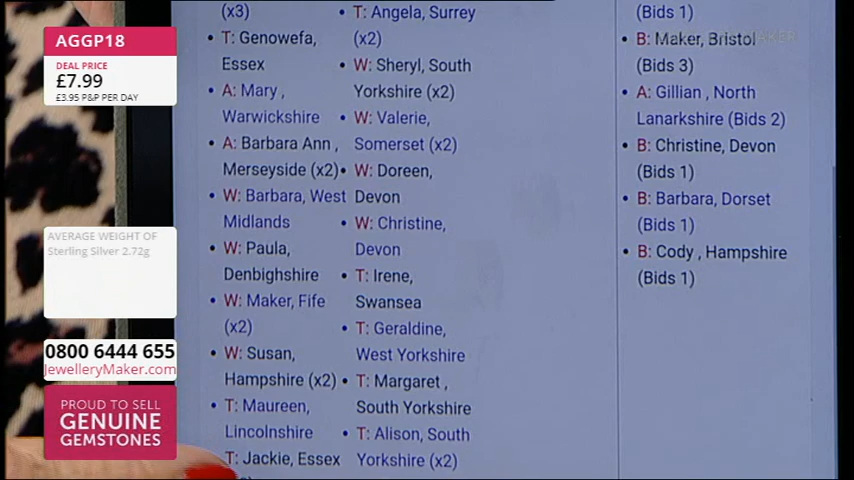 AGGP18
DEAL PRICE
£7.99
£3.95 P&P PER DAY
AVERAGE WEIGHT OF
Sterling Silver 2.72g
0800 6444 655
JewelleryMaker.com
PROUD TO SELL
GENUINE
GEMSTONES
(x3)
• T: Genowefa,
Essex
• A: Mary ,
Warwickshire
• A: Barbara Ann ,
Merseyside (x2)
• W: Barbara, West
Midlands
• W: Paula,
Denbighshire
• W: Maker, Fife
(x2)
• W: Susan,
Hampshire (x2)
• T: Maureen,
Lincolnshire
T: Jackie, Essex
• T: Angela, Surrey
(x2)
• W: Sheryl, South
Yorkshire (x2)
• W: Valerie,
Somerset (x2)
• W: Doreen,
Devon
• W: Christine,
Devon
• T: Irene,
Swansea
• T: Geraldine,
West Yorkshire
• T: Margaret ,
South Yorkshire
• T: Alison, South
Yorkshire (x2)
(Bids 1)
• B: Maker, Bristol
(Bids 3)
• A: Gillian , North
Lanarkshire (Bids 2)
• B: Christine, Devon
(Bids 1)
• B: Barbara, Dorset
(Bids 1)
• B: Cody , Hampshire
(Bids 1)